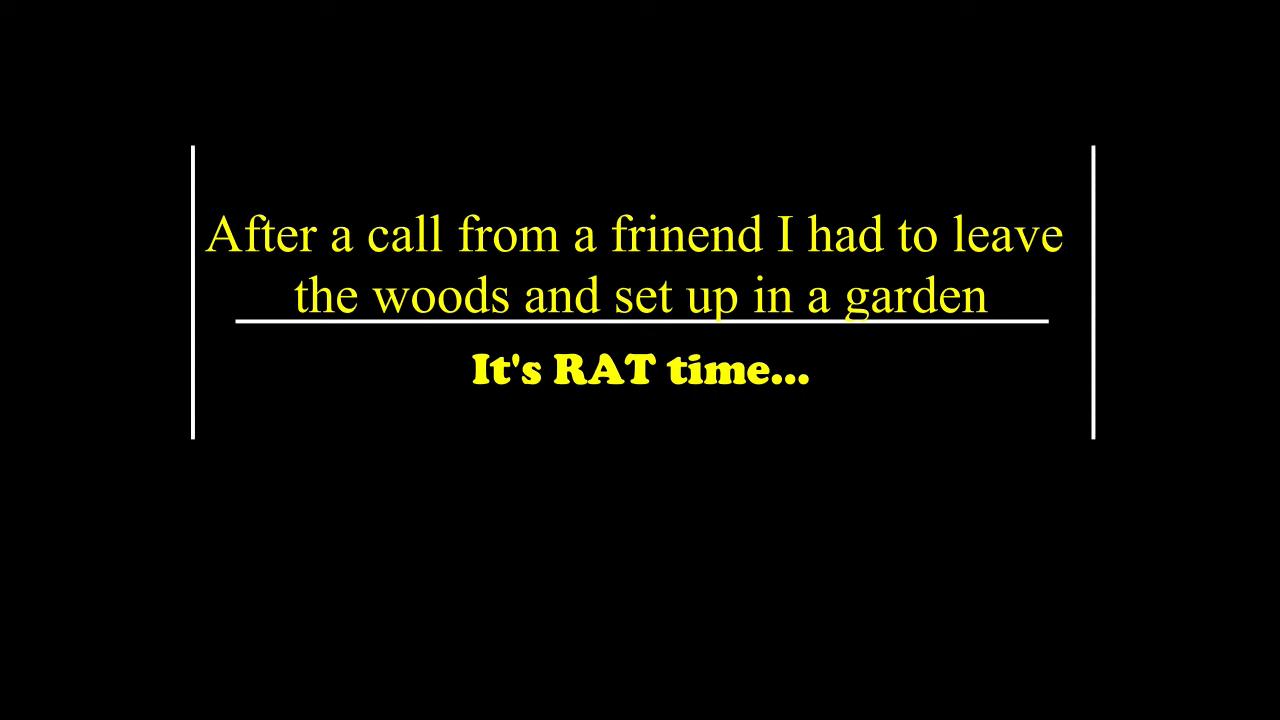 After a call from a frinend I had to leave
the woods and set up in a garden
It's RAT time...